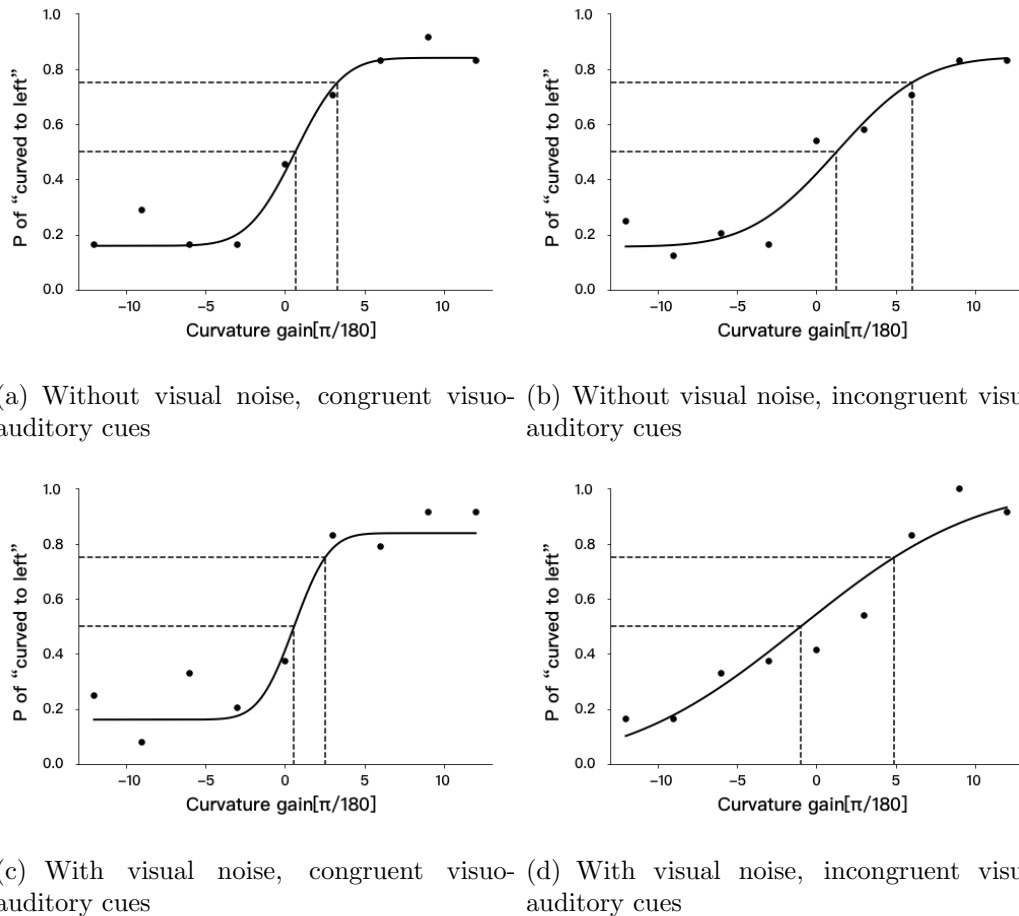 1.0
0.8
0.6
0.4
0.2
0.0
P of “curved to left”
−10
−5
0
5
10
Curvature gain[π/180]
1.0
0.8
0.6
0.4
0.2
0.0
P of “curved to left”
−10
−5
0
5
10
Curvature gain[π/180]
(a) Without visual noise, congruent visuo-
auditory cues
(b) Without visual noise, incongruent visu
auditory cues
1.0
0.8
0.6
0.4
0.2
0.0
P of “curved to left”
−10
−5
0
5
10
Curvature gain[π/180]
1.0
0.8
0.6
0.4
0.2
0.0
P of “curved to left”
−10
−5
0
5
10
Curvature gain[π/180]
(c) With visual noise, congruent visuo-
auditory cues
(d) With visual noise, incongruent visu
auditory cues